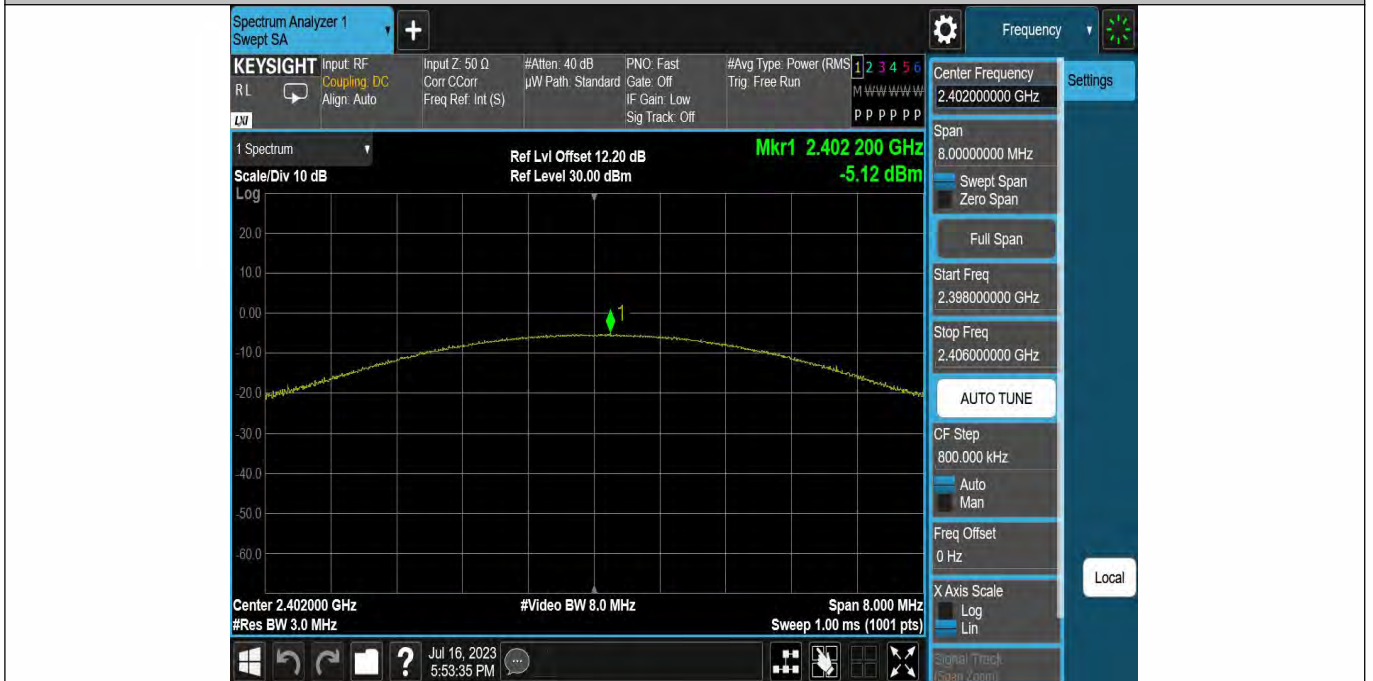 Spectrum Analyzer 1
Swept SA
+
Frequency
KEYSIGHT
RL
LXI
Input: RF
Coupling: DC
Align: Auto
Input Z: 50 Ω
Corr CCorr
Freq Ref: Int (S)
#Atten: 40 dB
µW Path: Standard
PNO: Fast
Gate: Off
IF Gain: Low
Sig Track: Off
#Avg Type: Power (RMS
Trig: Free Run
1 2 3 4 5 6
M W W W W W
P P P P P P
1 Spectrum
Scale/Div 10 dB
Log
Ref Lvl Offset 12.20 dB
Ref Level 30.00 dBm
Mkr1 2.402 200 GHz
-5.12 dBm
20.0
10.0
0.00
-10.0
-20.0
-30.0
-40.0
-50.0
-60.0
1
Center 2.402000 GHz
#Res BW 3.0 MHz
#Video BW 8.0 MHz
Span 8.000 MHz
Sweep 1.00 ms (1001 pts)
Center Frequency
2.402000000 GHz
Settings
Span
8.00000000 MHz
Swept Span
Zero Span
Full Span
Start Freq
2.398000000 GHz
Stop Freq
2.406000000 GHz
AUTO TUNE
CF Step
800.000 kHz
Auto
Man
Freq Offset
0 Hz
X Axis Scale
Log
Lin
Signal Track
(Span Zoom)
Local
?
Jul 16, 2023
5:53:35 PM